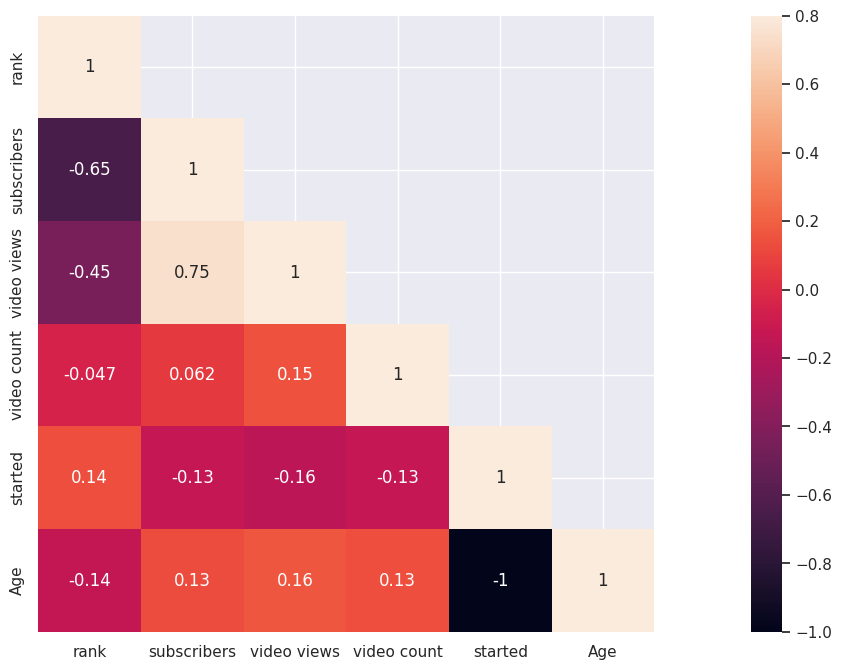 rank 1
subscribers -0.65 1
video views -0.45 0.75 1
video count -0.047 0.062 0.15 1
started 0.14 -0.13 -0.16 -0.13 1
Age -0.14 0.13 0.16 0.13 -1 1
rank subscribers video views video count started Age
0.8
0.6
0.4
0.2
0.0
−0.2
−0.4
−0.6
−0.8
−1.0